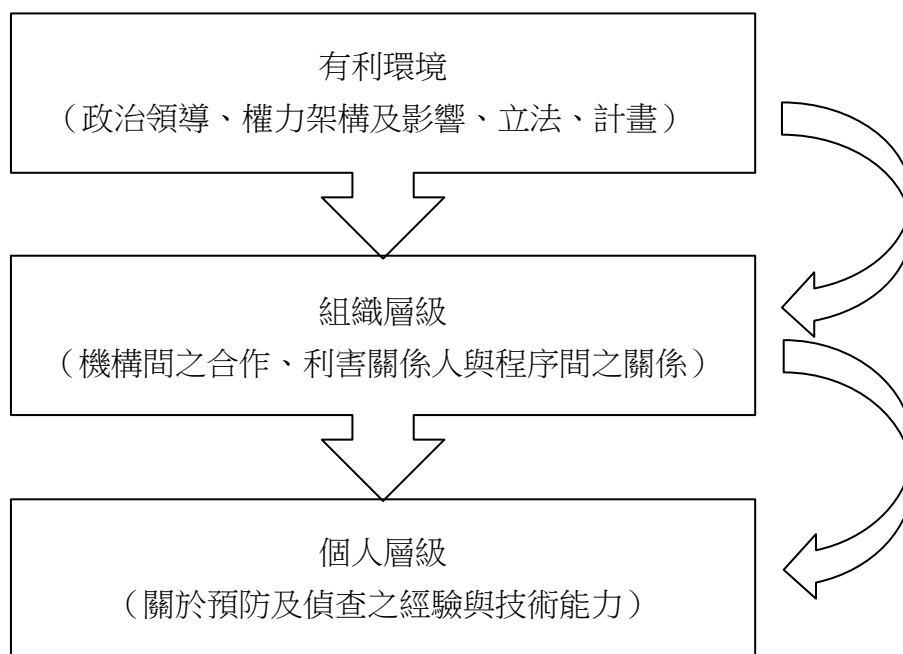 有利環境
（政治領導、權力架構及影響、立法、計畫）
組織層級
（機構間之合作、利害關係人與程序間之關係）
個人層級
（關於預防及偵查之經驗與技術能力）